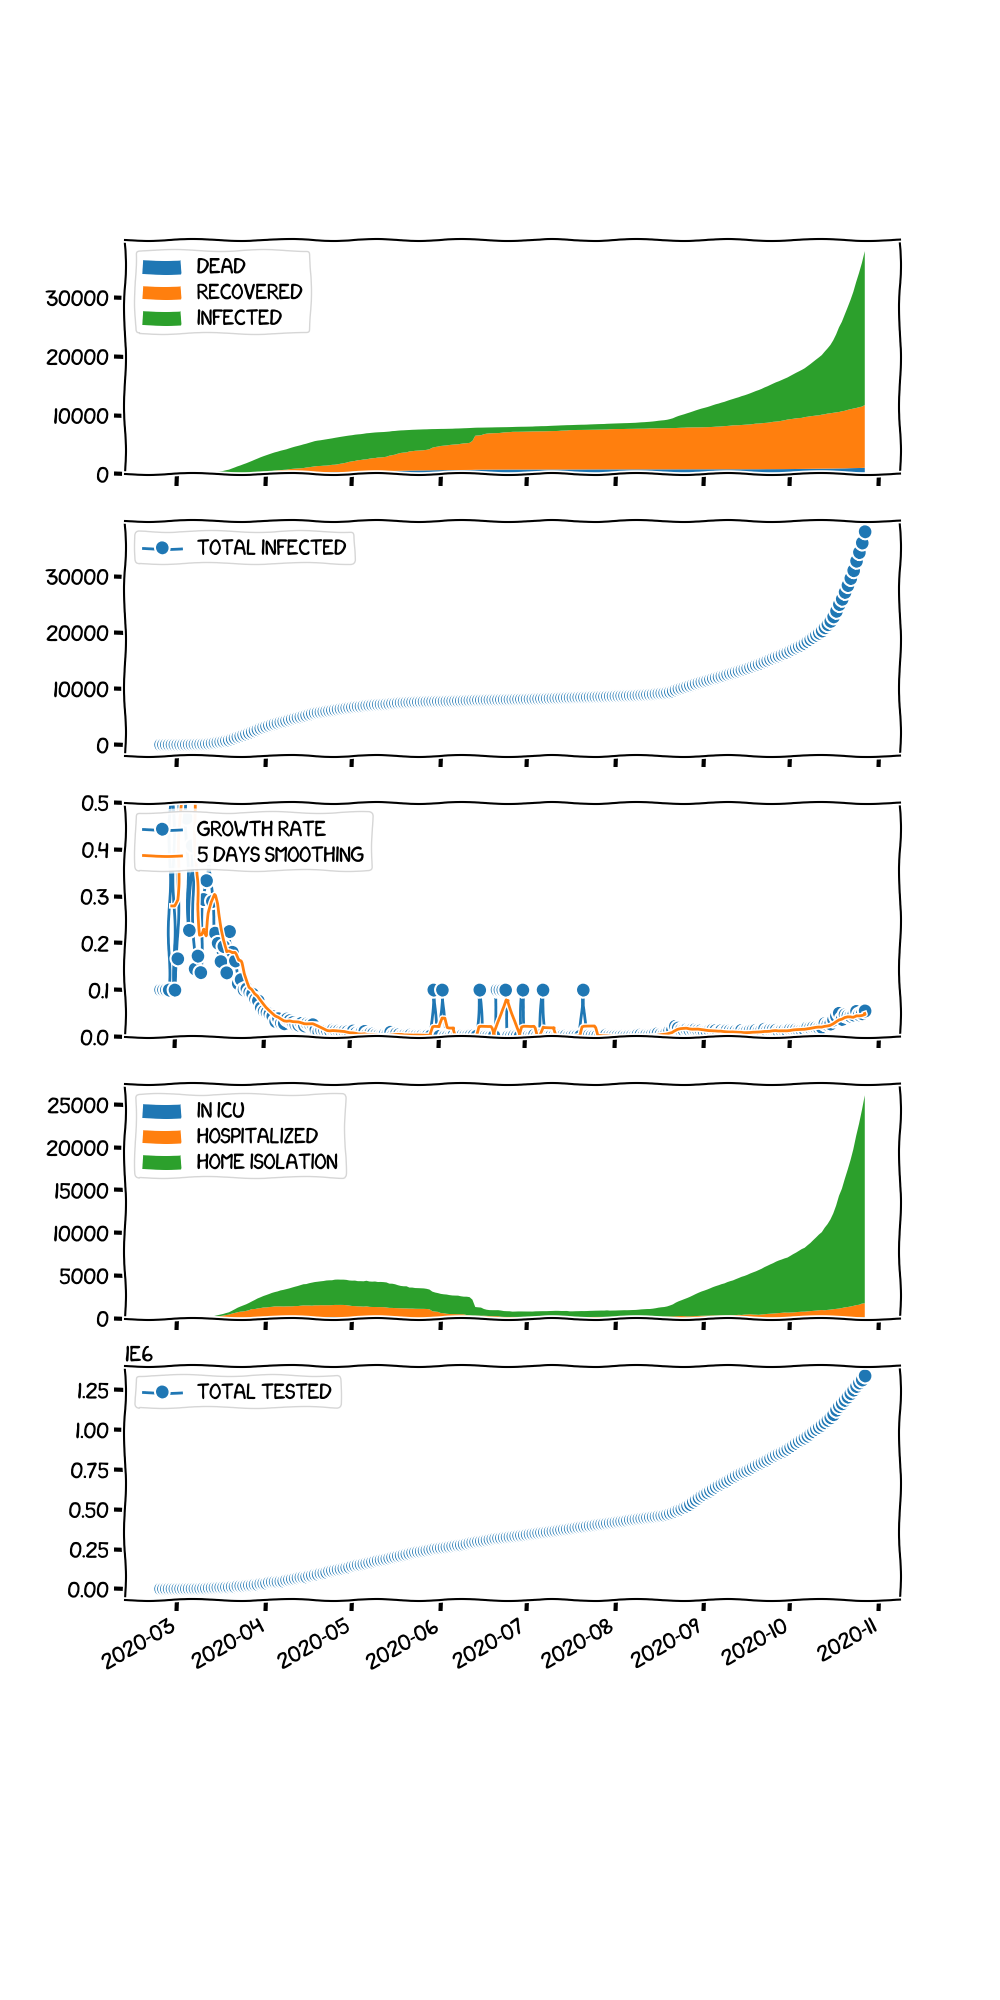 DEAD
RECOVERED
INFECTED
30000
20000
10000
0
TOTAL INFECTED
30000
20000
10000
0
0.5
0.4
0.3
0.2
0.1
0.0
GROWTH RATE
5 DAYS SMOOTHING
IN ICU
HOSPITALIZED
HOME ISOLATION
25000
20000
15000
10000
5000
0
1E6
TOTAL TESTED
1.25
1.00
0.75
0.50
0.25
0.00
2020-03 2020-04 2020-05 2020-06 2020-07 2020-08 2020-09 2020-10 2020-11